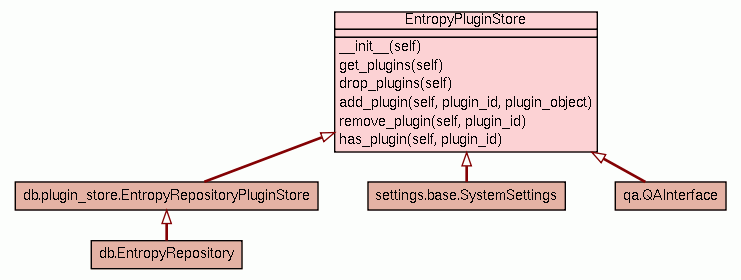 EntropyPluginStore
__init__(self)
get_plugins(self)
drop_plugins(self)
add_plugin(self, plugin_id, plugin_object)
remove_plugin(self, plugin_id)
has_plugin(self, plugin_id)
db.plugin_store.EntropyRepositoryPluginStore
settings.base.SystemSettings
qa.QAInterface
db.EntropyRepository